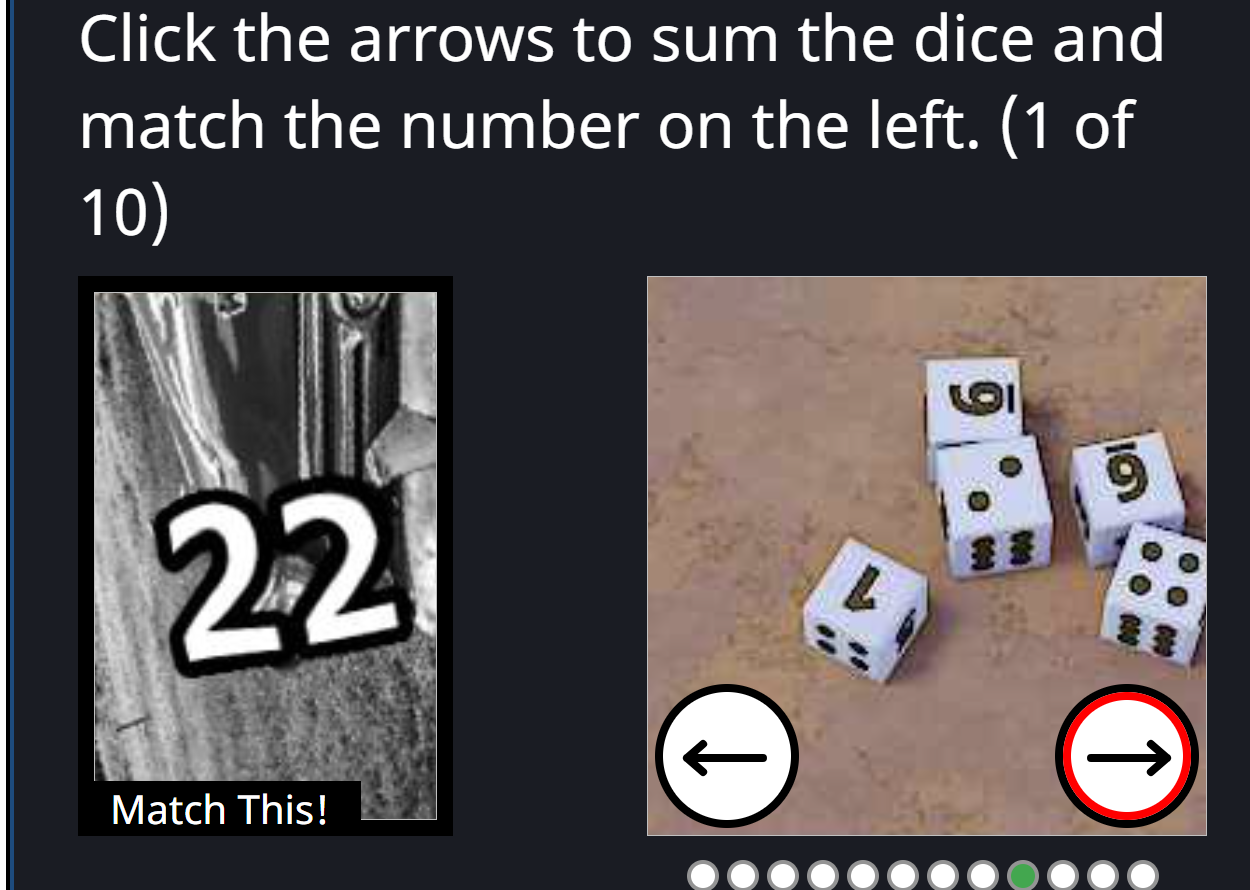 Click the arrows to sum the dice and
match the number on the left. (1 of
10)
22
Match This!
6
6
1